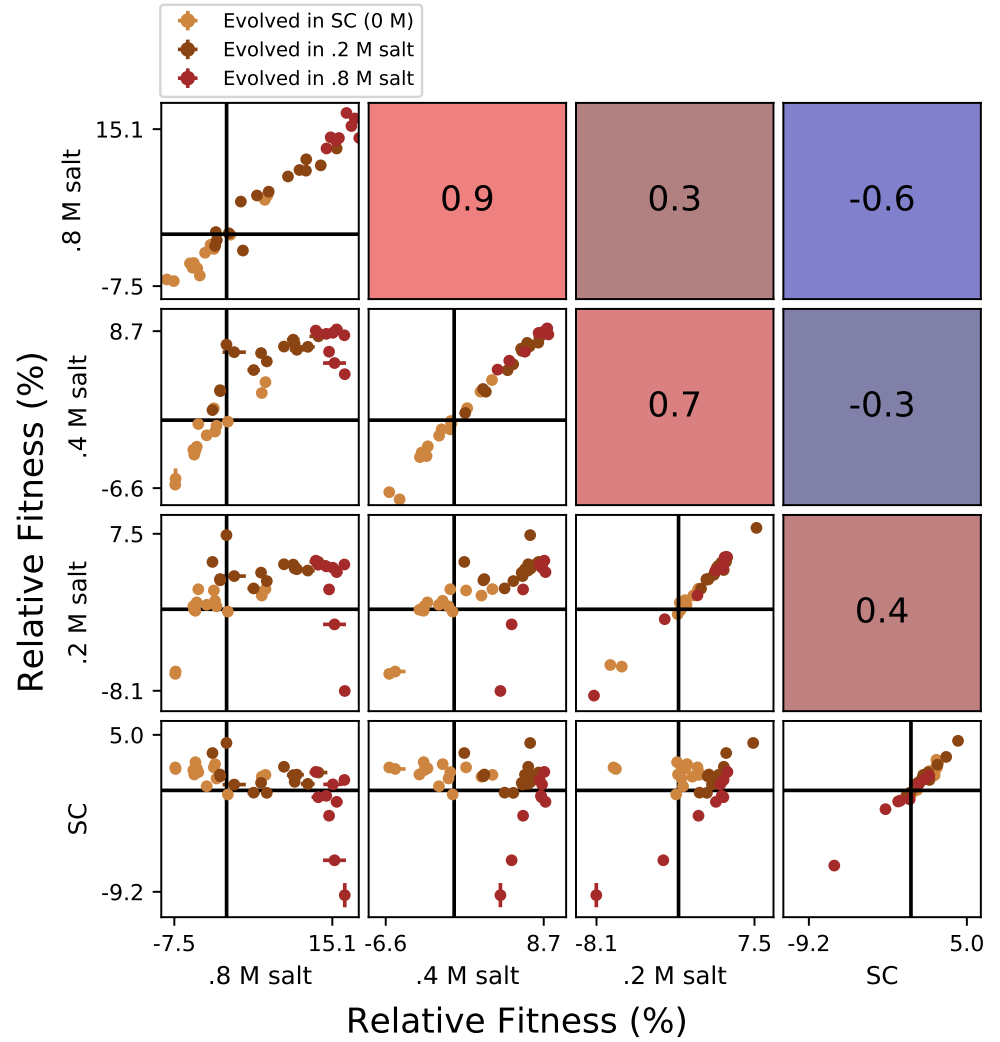 Evolved in SC (0 M)
Evolved in .2 M salt
Evolved in .8 M salt
Relative Fitness (%)
.8 M salt
15.1
-7.5
0.9
0.3
-0.6
.4 M salt
8.7
-6.6
0.7
-0.3
.2 M salt
7.5
-8.1
0.4
SC
5.0
-9.2
-7.5 15.1 -6.6 8.7 -8.1 7.5 -9.2 5.0
.8 M salt .4 M salt .2 M salt SC
Relative Fitness (%)